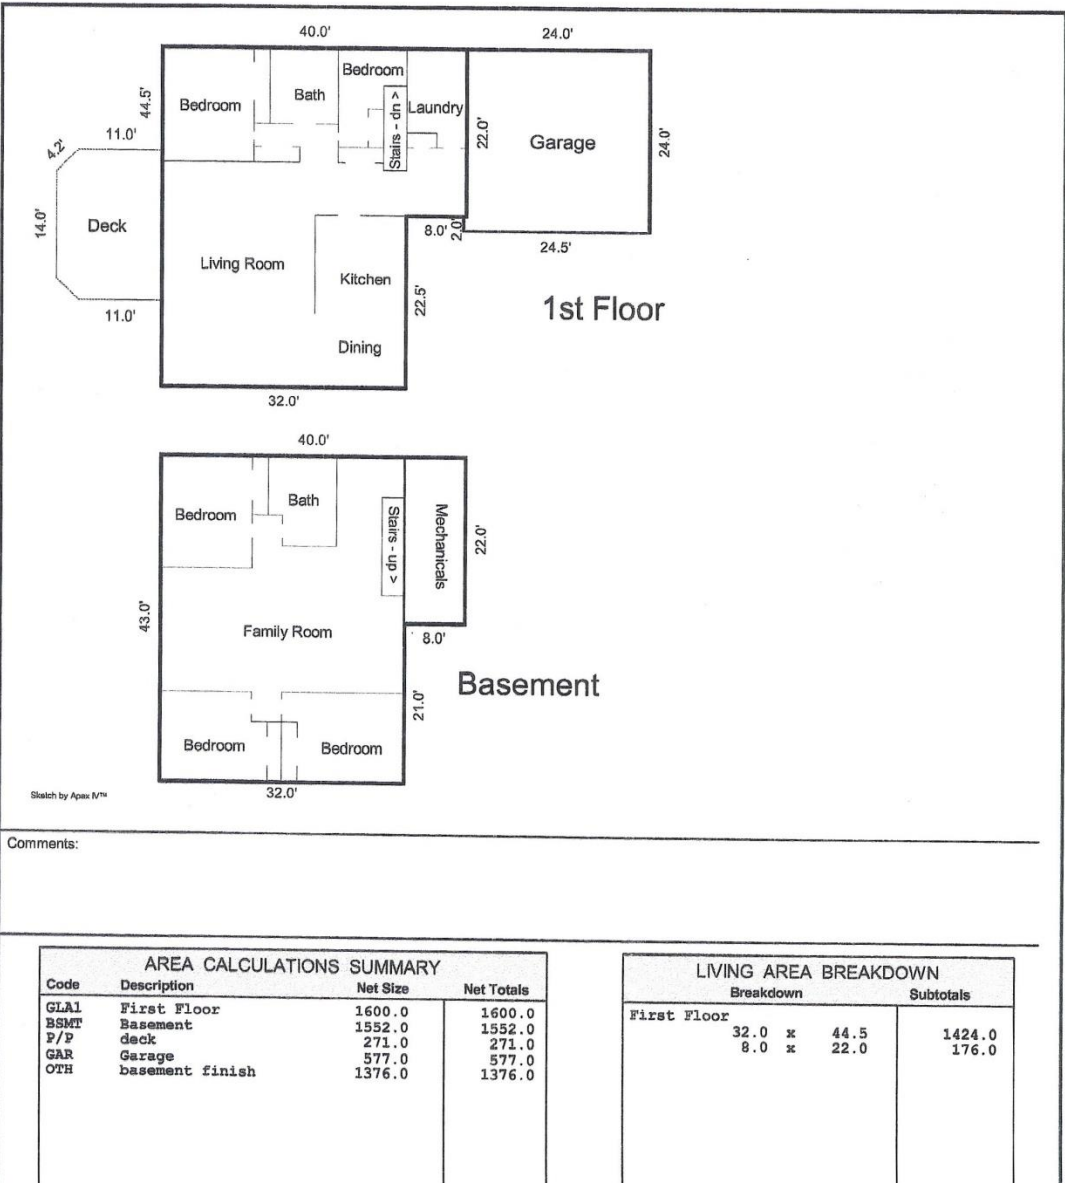 40.0'
24.0'
Bedroom
Bedroom
Bath
Laundry
Stairs - dn >
44.5'
22.0'
Garage
24.0'
11.0'
4.2'
14.0'
Deck
8.0'
2.0'
24.5'
Living Room
Kitchen
22.5'
1st Floor
11.0'
Dining
32.0'
40.0'
Bedroom
Bath
Stairs - up >
Mechanicals
22.0'
43.0'
Family Room
8.0'
21.0'
Basement
Bedroom
Bedroom
32.0'
Sketch by Apex IV™
Comments:
AREA CALCULATIONS SUMMARY
Code Description Net Size Net Totals
GLA1 First Floor 1600.0 1600.0
BSMT Basement 1552.0 1552.0
P/P deck 271.0 271.0
GAR Garage 577.0 577.0
OTH basement finish 1376.0 1376.0
LIVING AREA BREAKDOWN
Breakdown Subtotals
First Floor
32.0 x 44.5 1424.0
8.0 x 22.0 176.0